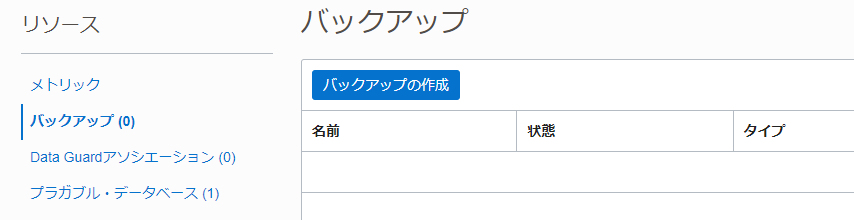 リソース
メトリック
バックアップ (0)
Data Guardアソシエーション (0)
プラガブル・データベース (1)
バックアップ
バックアップの作成
名前 状態 タイプ